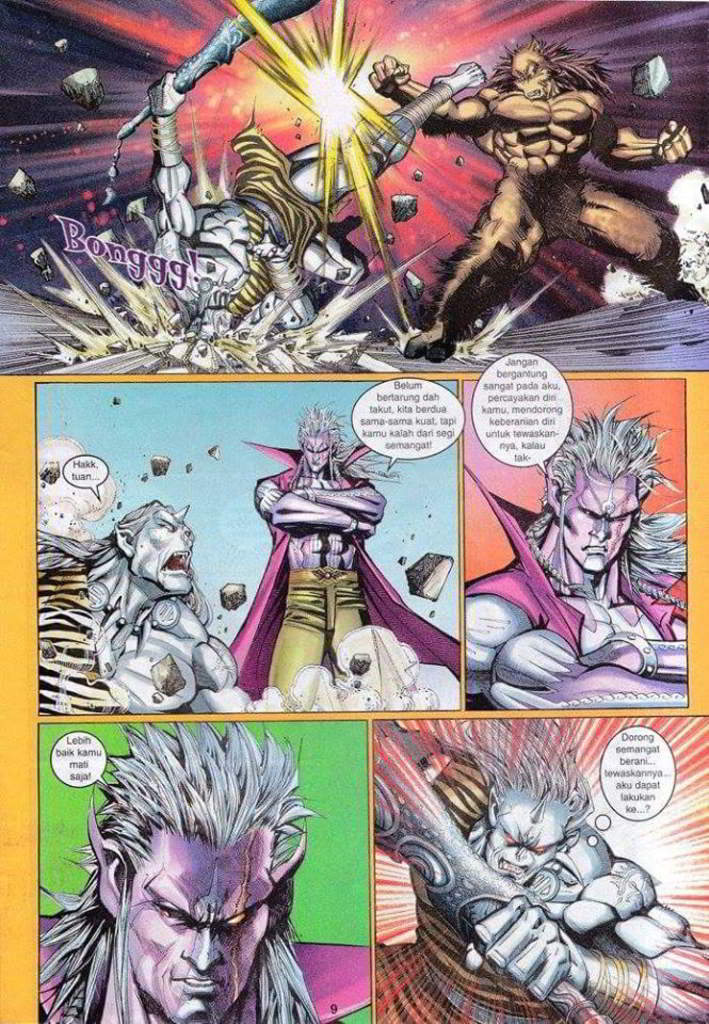 Bonggg!
Hakk,
tuan...
Belum
bertarung dah
takut, kita berdua
sama-sama kuat, tapi
kamu kalah dari segi
semangat!
Jangan
bergantung
sangat pada aku,
percayakan diri
kamu, mendorong
keberanian diri
untuk tewaskan-
nya, kalau
tak-
Lebih
baik kamu
mati
saja!
Dorong
semangat
berani...
tewaskannya...
aku dapat
lakukan
ke...?
9